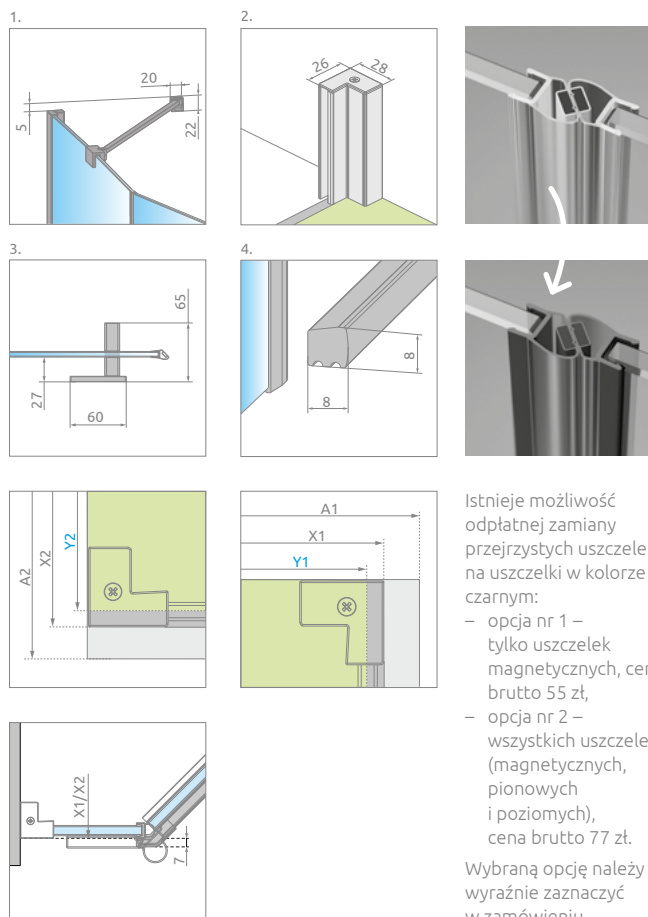 1.
20
5
22
2.
26
28
3.
65
27
60
4.
8
8
A2
X2
Y2
A1
X1
Y1
X1/X2
7
Istnieje możliwość
odpłatnej zamiany
przejrzystych
na uszczelki w kolorze
czarnym:
– opcja nr 1 –
tylko uszczelek
magnetycznych,
brutto 55 zł,
– opcja nr 2 –
wszystkich
(magnetycznych,
pionowych
i poziomych),
cena brutto 77 zł.
Wybraną opcję należy
wyraźnie zaznaczyć
w zamówieniu